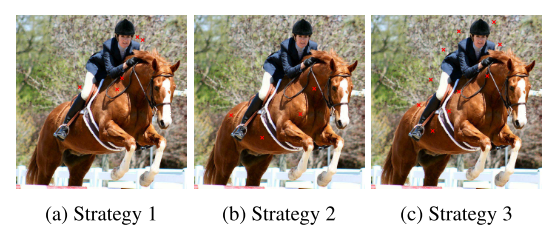 (a) Strategy 1
(b) Strategy 2
(c) Strategy 3